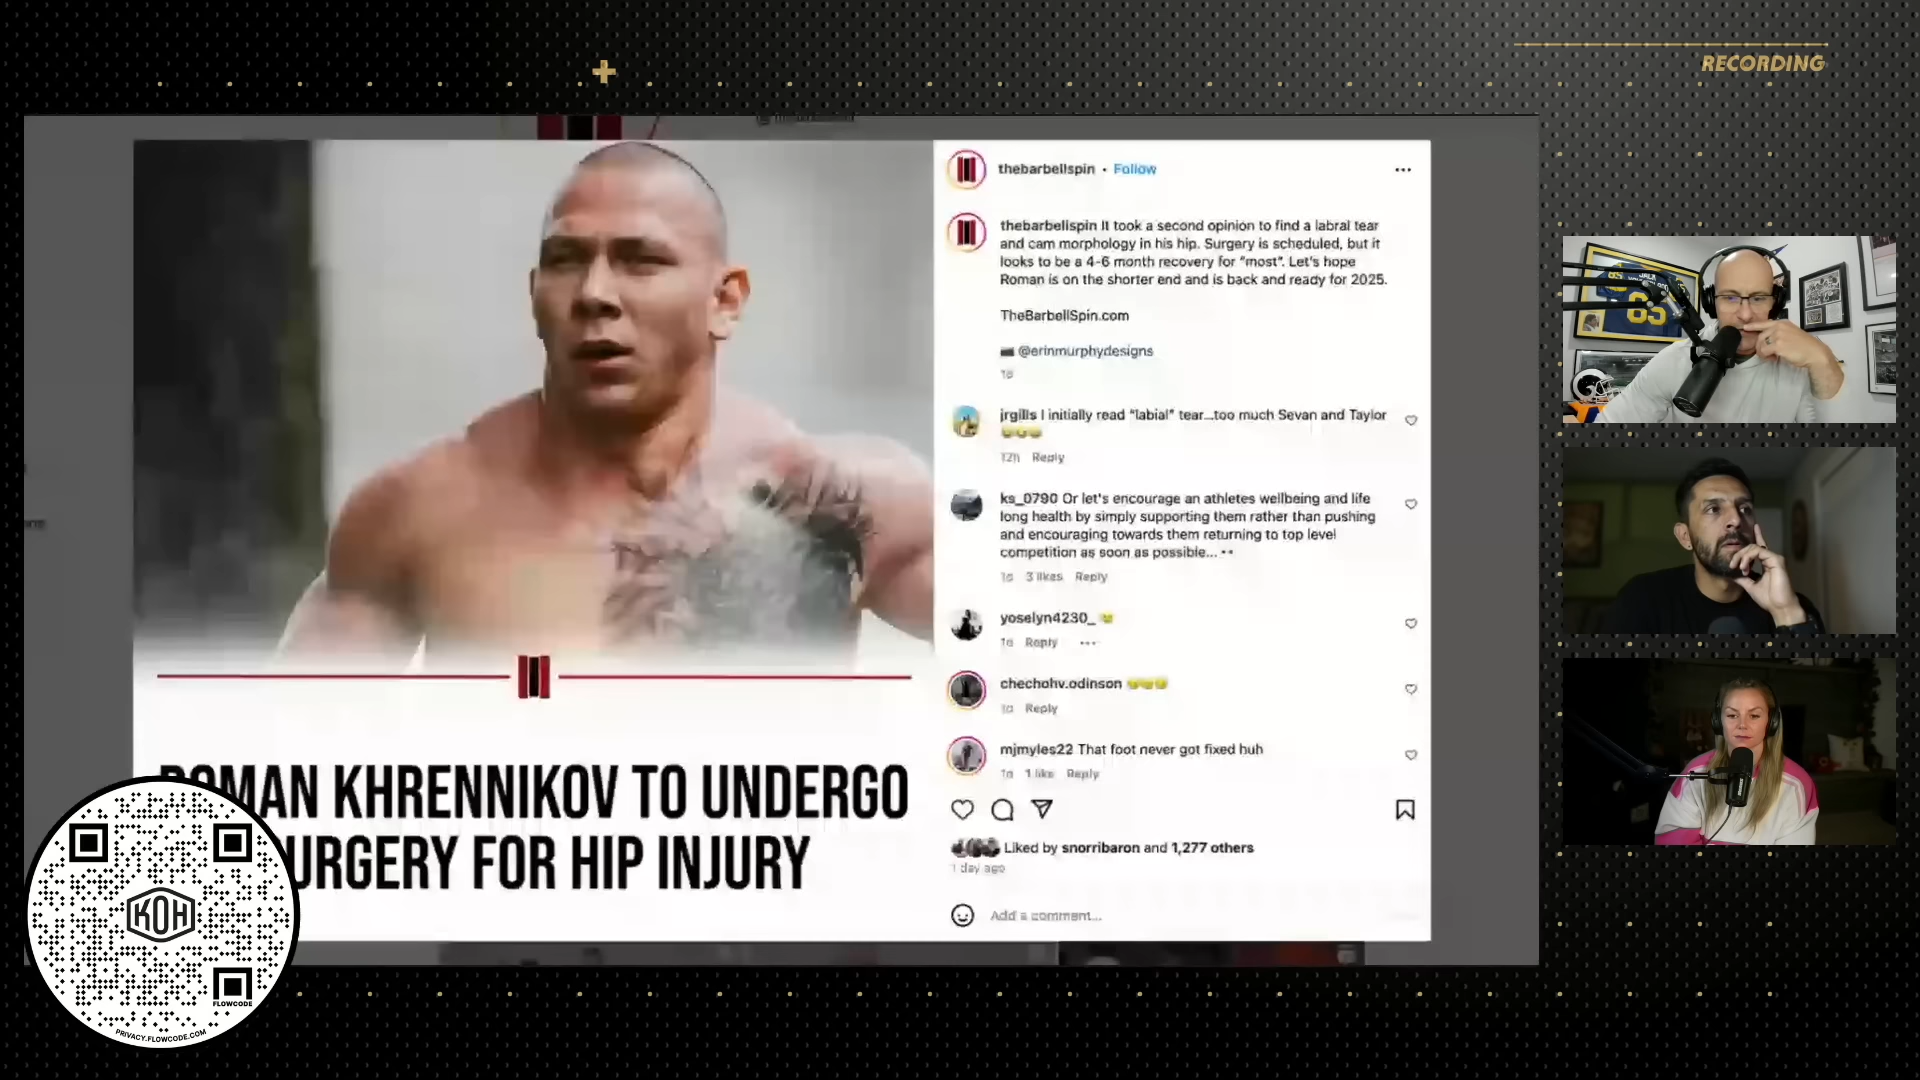 RECORDING
thebarbellspin • Follow
thebarbellspin It took a second opinion to find a labral tear
and cam morphology in his hip. Surgery is scheduled, but it
looks to be a 4-6 month recovery for "most". Let's hope
Roman is on the shorter end and is back and ready for 2025.
TheBarbellSpin.com
@erinmurphydesigns
1d
jrgills I initially read "labial" tear...too much Sevan and Taylor
12h Reply
ks_0790 Or let's encourage an athletes wellbeing and life
long health by simply supporting them rather than pushing
and encouraging towards them returning to top level
competition as soon as possible...
1d 3 likes Reply
yoselyn4230_
1d Reply
chechohv.odinson
1d Reply
mjmyles22 That foot never got fixed huh
1d 1 like Reply
Liked by snorribaron and 1,277 others
1 day ago
Add a comment...
ROMAN KHRENNIKOV TO UNDERGO
URGERY FOR HIP INJURY
KOH
FLOWCODE
PRIVACY.FLOWCODE.COM
85